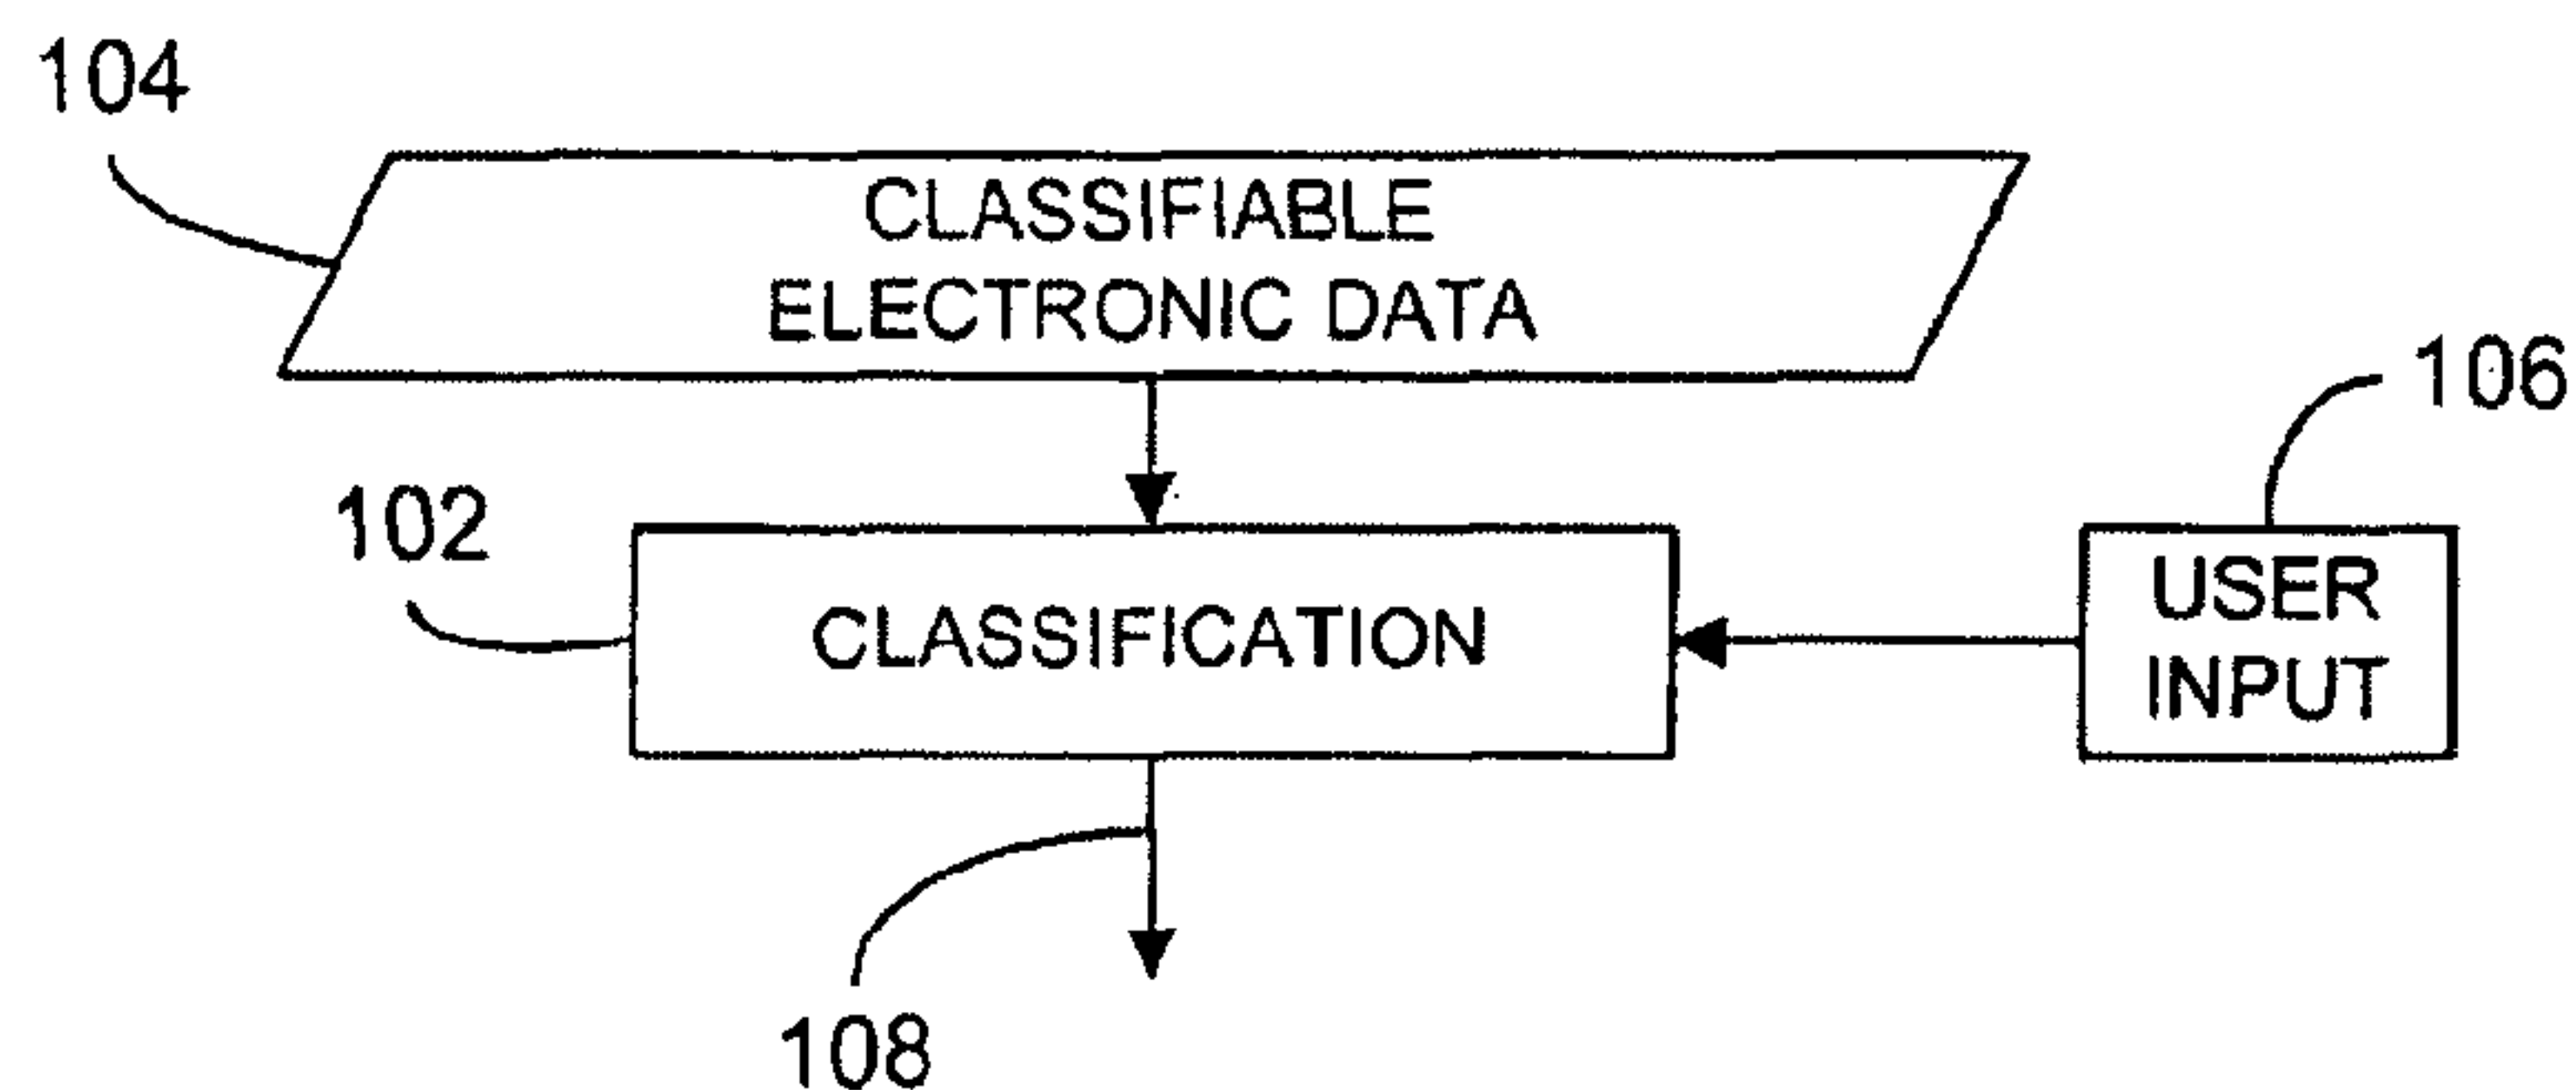 104
CLASSIFIABLE
ELECTRONIC DATA
106
102
CLASSIFICATION
USER
INPUT
108